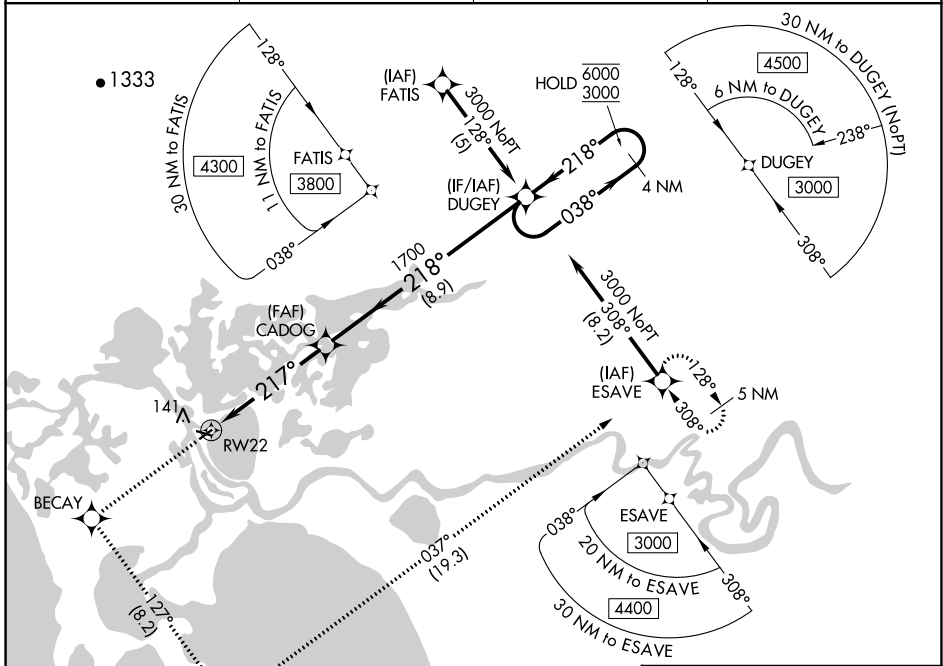 1333
30 NM to FATIS
4300
11 NM to FATIS
128°
FATIS
3800
038°
(IAF)
FATIS
3000 NoPT
128°
(5)
HOLD 6000
3000
218°
038°
4 NM
(IF/IAF)
DUGEY
30 NM to DUGEY (NoPT)
4500
6 NM to DUGEY
128°
238°
DUGEY
3000
308°
1700
218°
(8.9)
(FAF)
CADOG
217°
3000 NoPT
308°
(8.2)
(IAF)
ESAVE
128°
308°
5 NM
141
RW22
BECAY
127°
(8.2)
037°
(19.3)
038°
ESAVE
3000
20 NM to ESAVE
308°
4400
30 NM to ESAVE